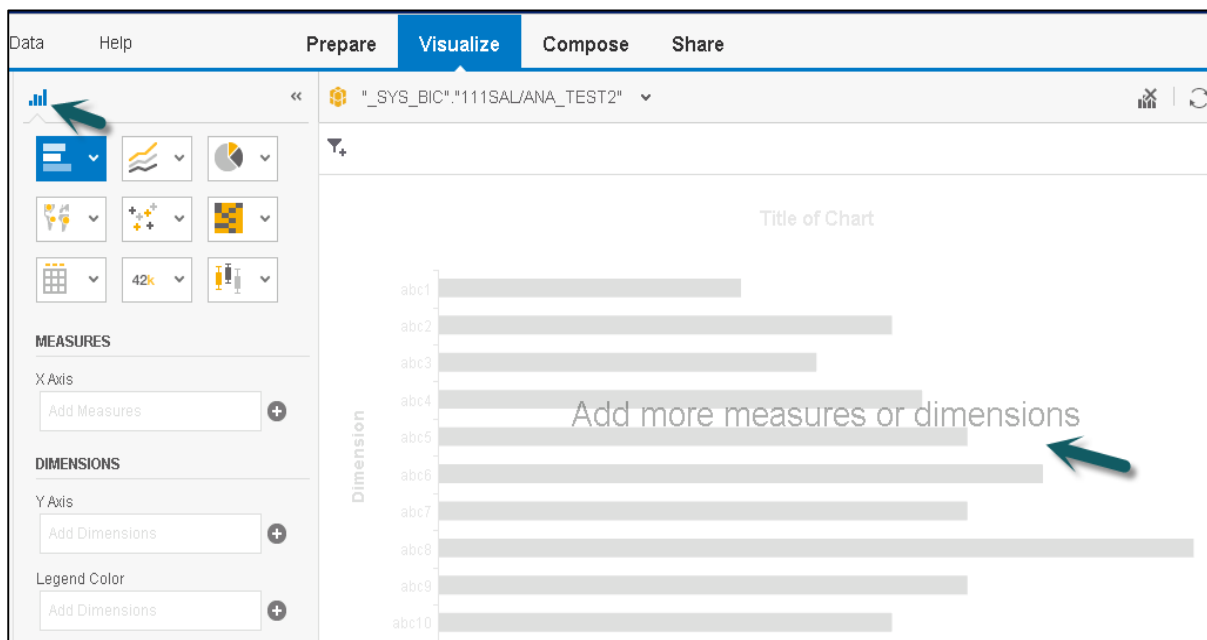 Data Help Prepare Visualize Compose Share
"_SYS_BIC"."111SAL/ANA_TEST2"
42k
MEASURES
X Axis
Add Measures
DIMENSIONS
Y Axis
Add Dimensions
Legend Color
Add Dimensions
Title of Chart
Dimension
abc1
abc2
abc3
abc4
Add more measures or dimensions
abc5
abc6
abc7
abc8
abc9
abc10